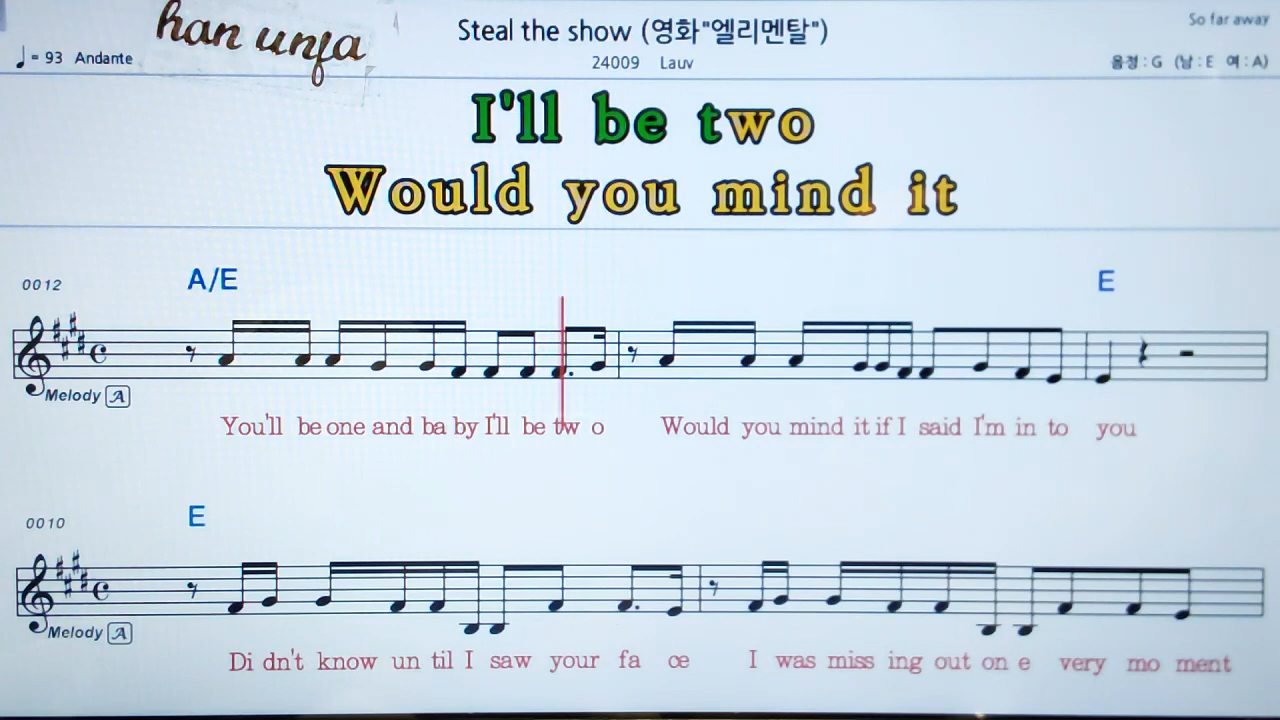 han unfa
Steal the show (영화"엘리멘탈")
So far away
♩= 93 Andante
24009 Lauv
음정 : G (남 : E 여 : A)
I'll be two
Would you mind it
0012
A/E
E
Melody A
You'll be one and ba by I'll be tw o Would you mind it if I said I'm in to you
0010
E
Melody A
Di dn't know un til I saw your fa ce I was miss ing out on e very mo ment